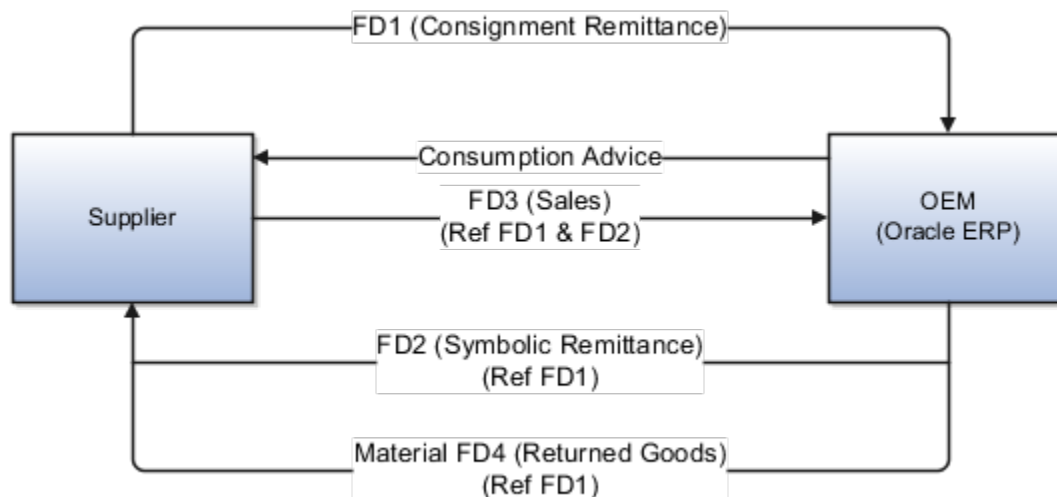 FD1 (Consignment Remittance)
Consumption Advice
Supplier
FD3 (Sales)
(Ref FD1 & FD2)
OEM
(Oracle ERP)
FD2 (Symbolic Remittance)
(Ref FD1)
Material FD4 (Returned Goods)
(Ref FD1)